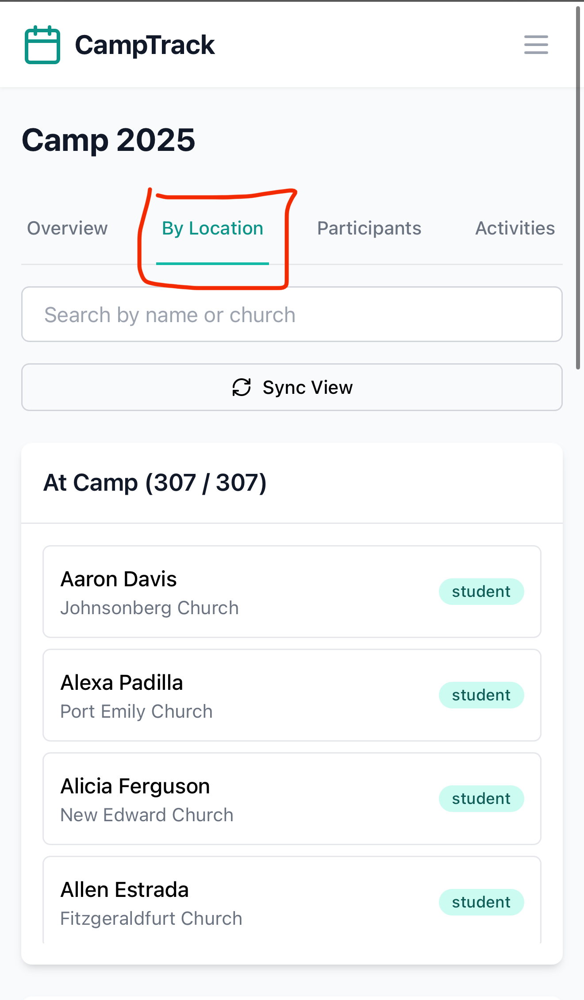 CampTrack
Camp 2025
Overview By Location Participants Activities
Search by name or church
Sync View
At Camp (307 / 307)
Aaron Davis
student
Johnsonberg Church
Alexa Padilla
student
Port Emily Church
Alicia Ferguson
student
New Edward Church
Allen Estrada
student
Fitzgeraldfurt Church